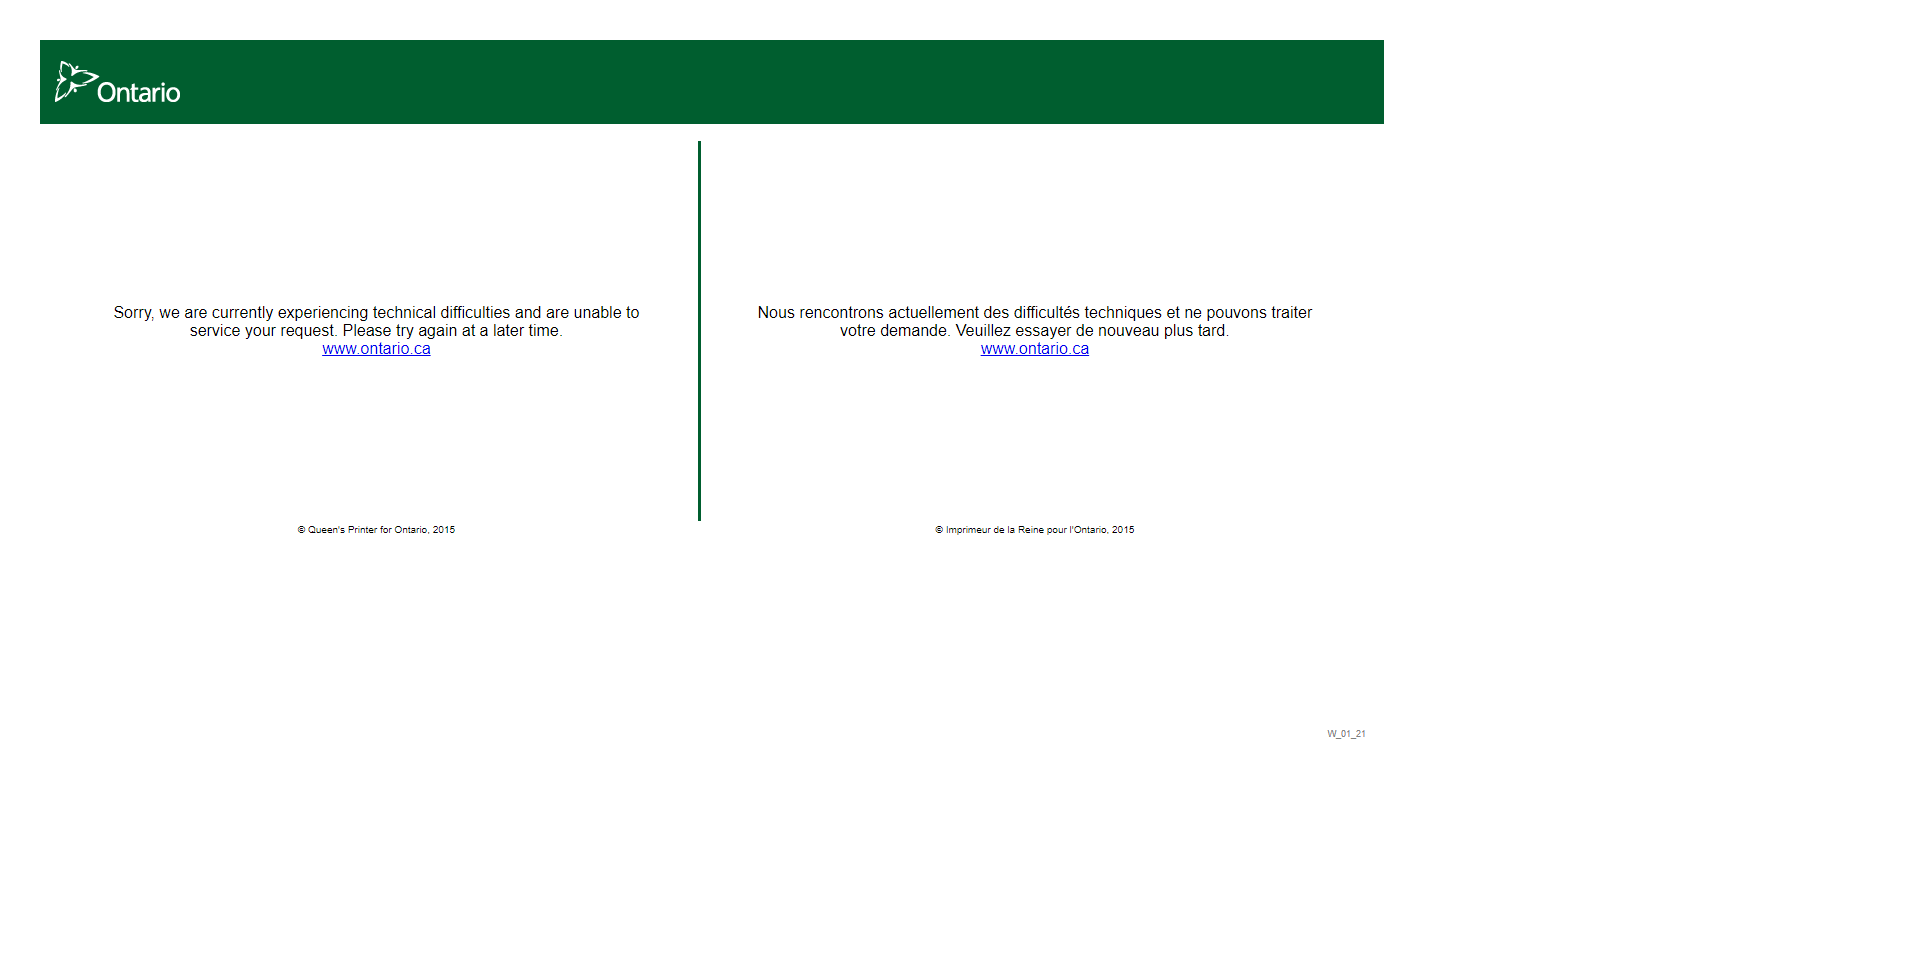 Ontario
Sorry, we are currently experiencing technical difficulties and are unable to
service your request. Please try again at a later time.
www.ontario.ca
© Queen's Printer for Ontario, 2015
Nous rencontrons actuellement des difficultés techniques et ne pouvons traiter
votre demande. Veuillez essayer de nouveau plus tard.
www.ontario.ca
© Imprimeur de la Reine pour l'Ontario, 2015
W_01_21